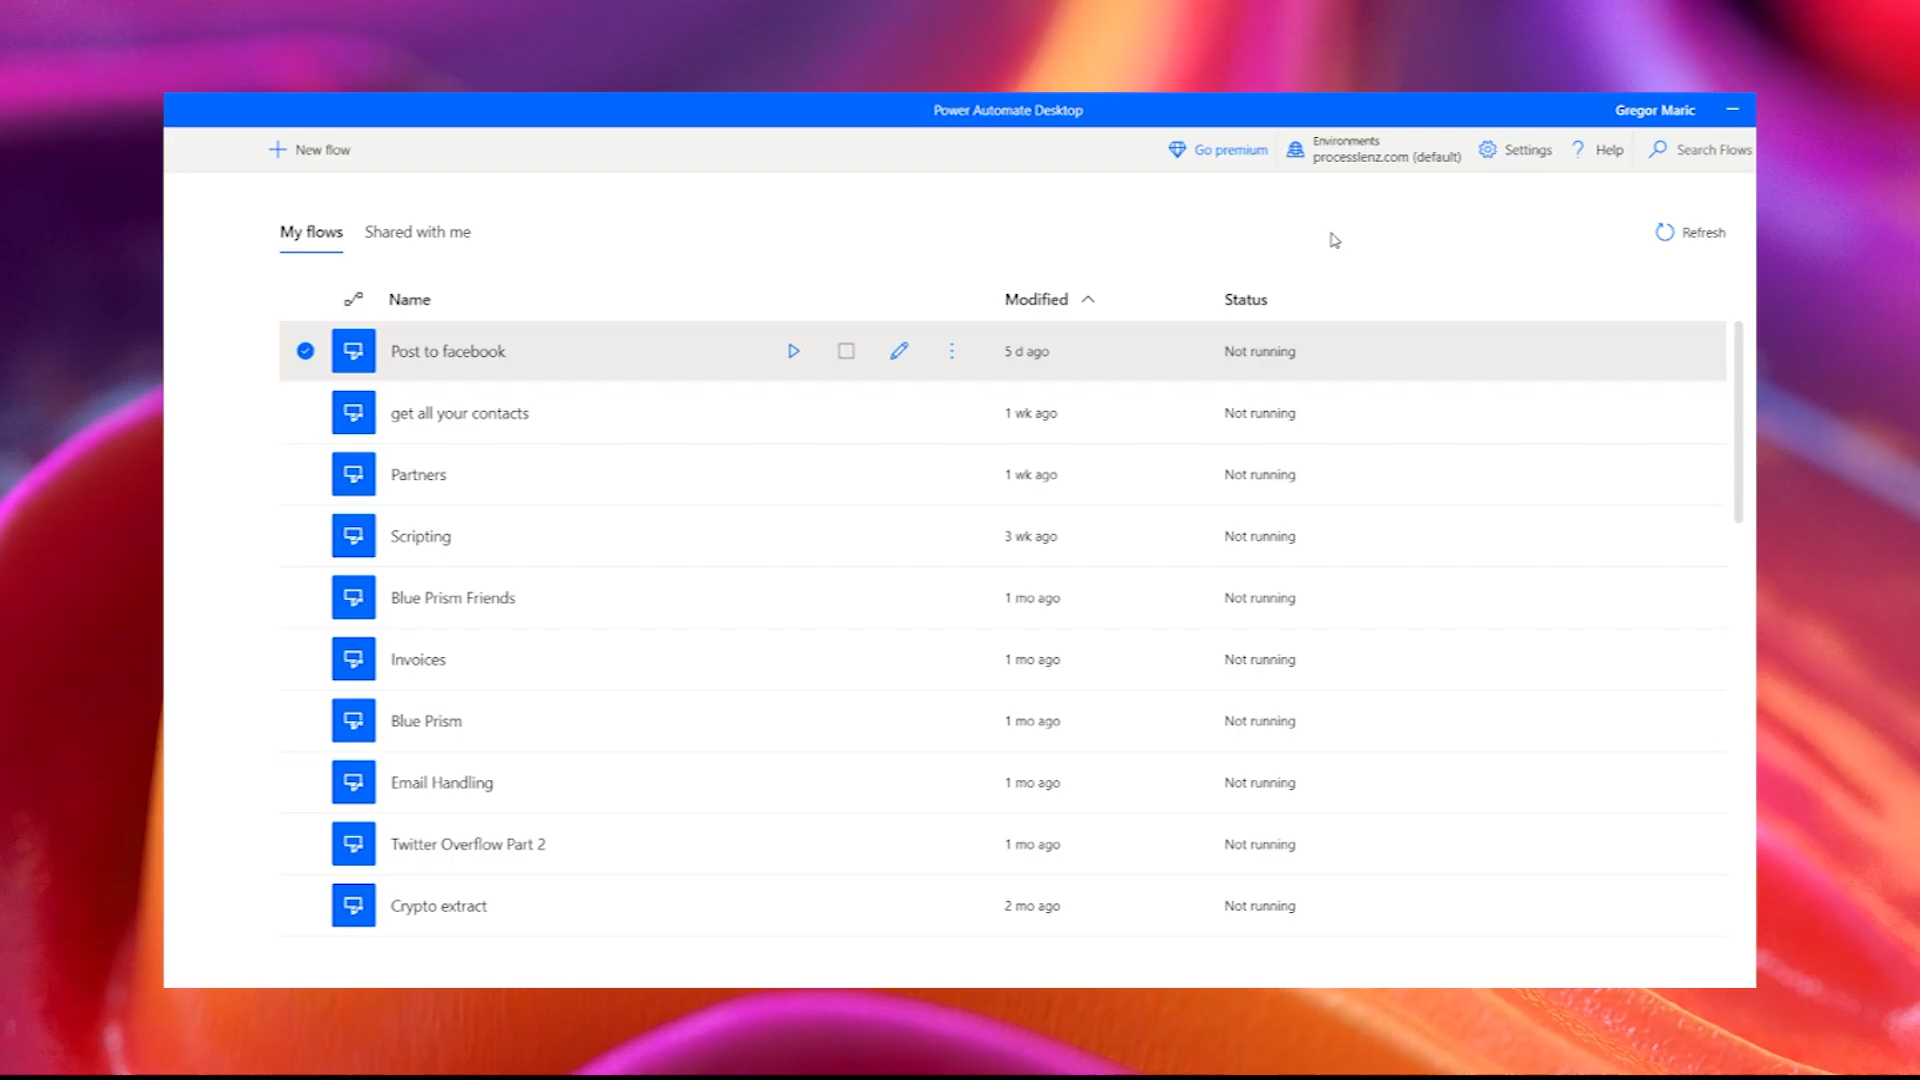 Power Automate Desktop
Gregor Maric
New flow
Go premium
Environments
processlenz.com (default)
Settings
? Help
Search Flows
My flows
Shared with me
Refresh
Name
Modified
Status
Post to facebook
5 d ago
Not running
get all your contacts
1 wk ago
Not running
Partners
1 wk ago
Not running
Scripting
3 wk ago
Not running
Blue Prism Friends
1 mo ago
Not running
Invoices
1 mo ago
Not running
Blue Prism
1 mo ago
Not running
Email Handling
1 mo ago
Not running
Twitter Overflow Part 2
1 mo ago
Not running
Crypto extract
2 mo ago
Not running